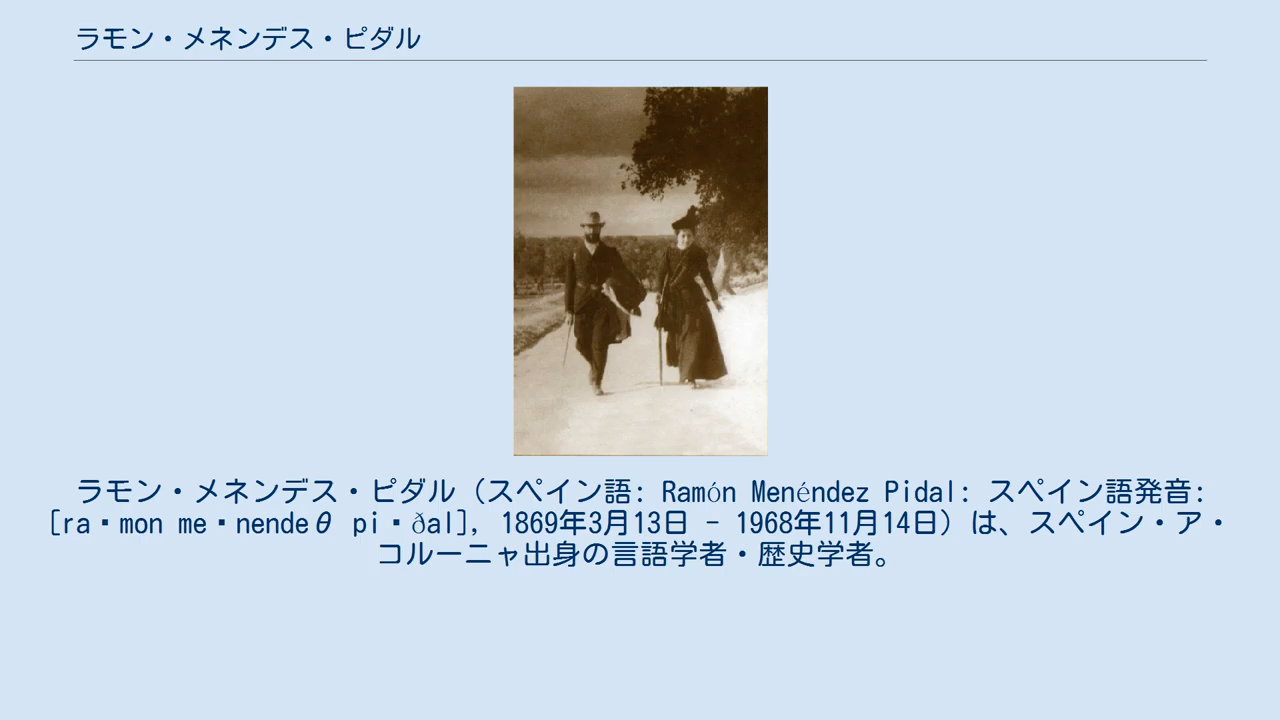 ラモン・メネンデス・ピダル
ラモン・メネンデス・ピダル（スペイン語: Ramón Menéndez Pidal: スペイン語発音:
[ra▪mon me▪nendeθ pi▪ðal], 1869年3月13日 - 1968年11月14日）は、スペイン・ア・
コルーニャ出身の言語学者・歴史学者。